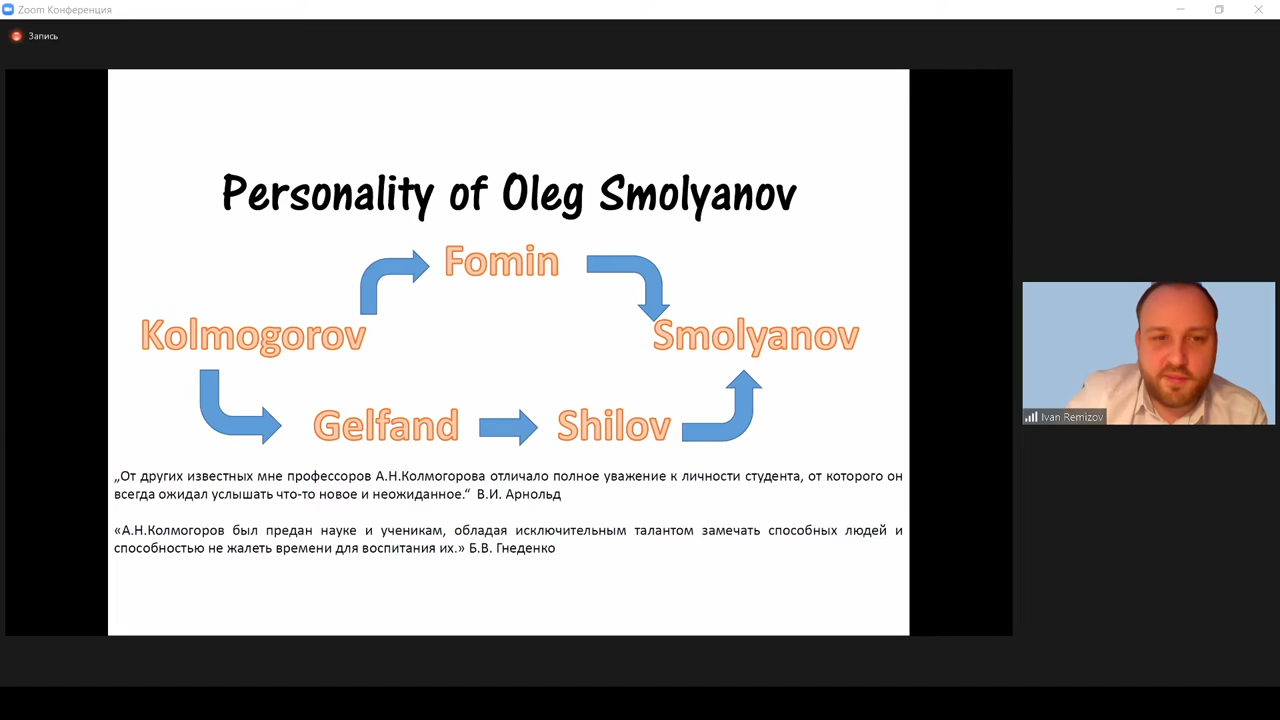 Zoom Конференция
Запись
Personality of Oleg Smolyanov
Fomin
Kolmogorov
Smolyanov
Gelfand
Shilov
„От других известных мне профессоров А.Н.Колмогорова отличало полное уважение к личности студента, от которого он
всегда ожидал услышать что-то новое и неожиданное.“ В.И. Арнольд
«А.Н.Колмогоров был предан науке и ученикам, обладая исключительным талантом замечать способных людей и
способностью не жалеть времени для воспитания их.» Б.В. Гнеденко
Ivan Remizov